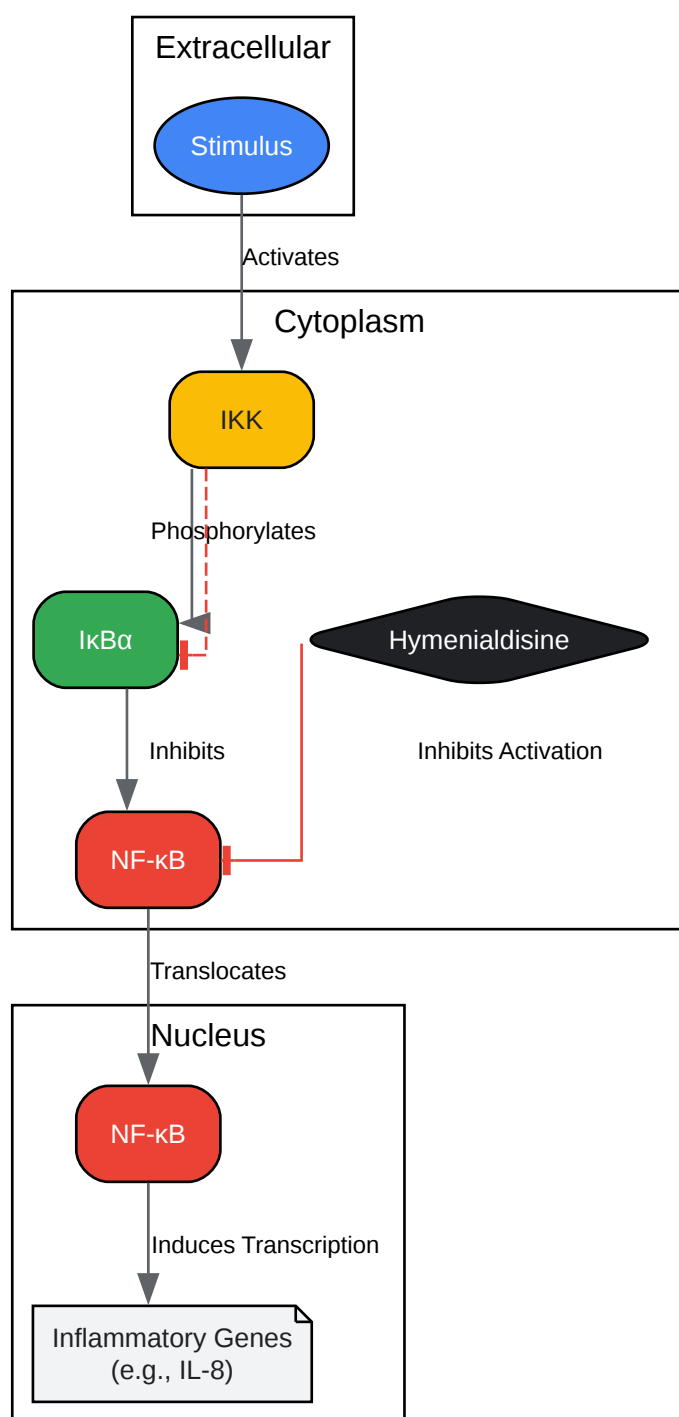 Extracellular
Stimulus
Activates
Cytoplasm
IKK
Phosphorylates
IκBα
Hymenialdisine
Inhibits
Inhibits Activation
NF-κB
Translocates
Nucleus
NF-κB
Induces Transcription
Inflammatory Genes
(e.g., IL-8)